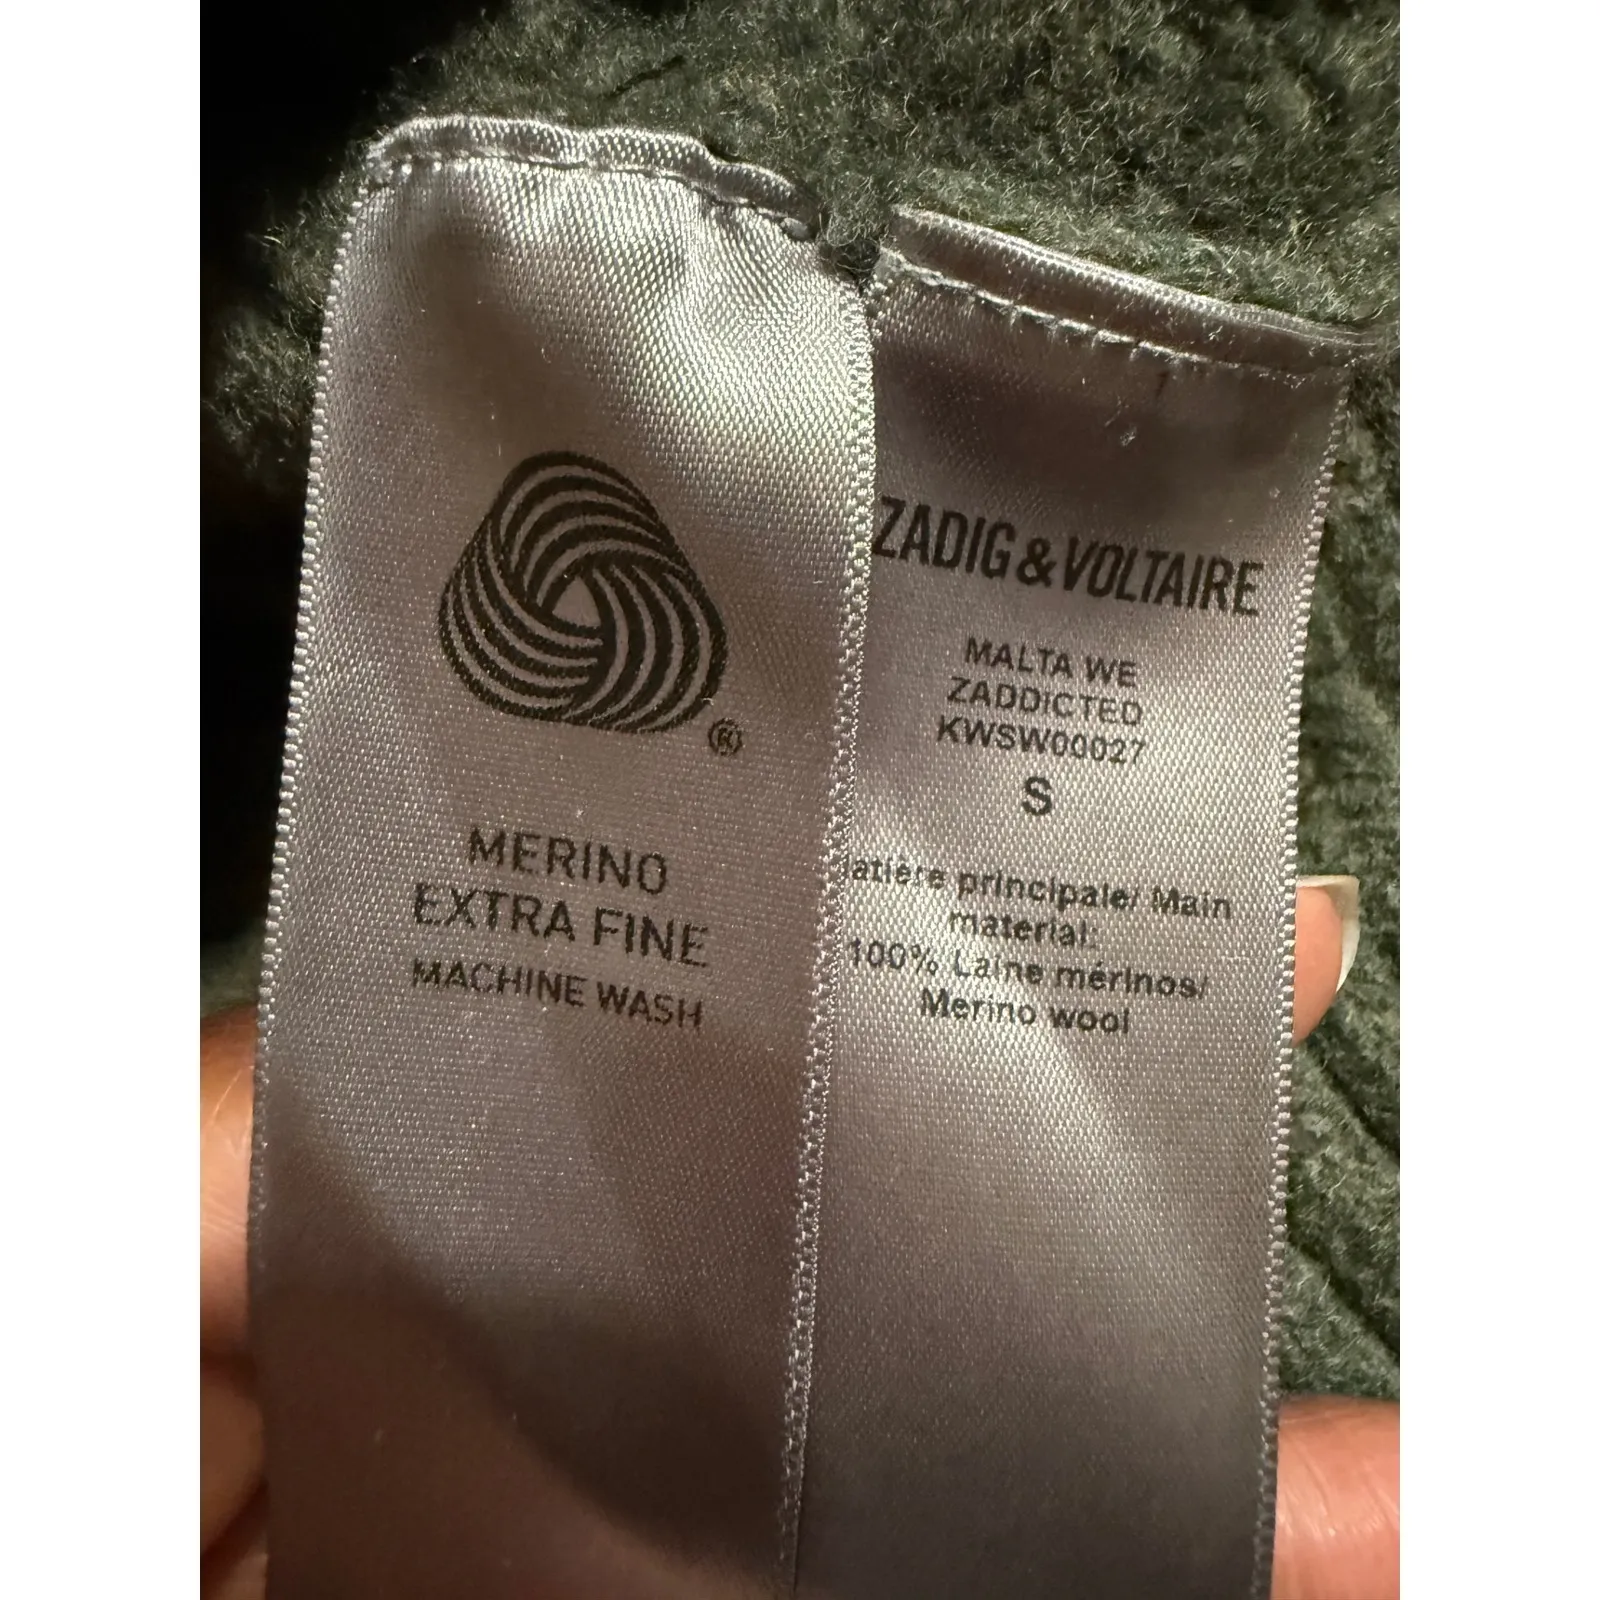 ®
MERINO
EXTRA FINE
MACHINE WASH
ZADIG&VOLTAIRE
MALTA WE
ZADDICTED
KWSW00027
S
atière principale/ Main
material:
100% Laine mérinos/
Merino wool